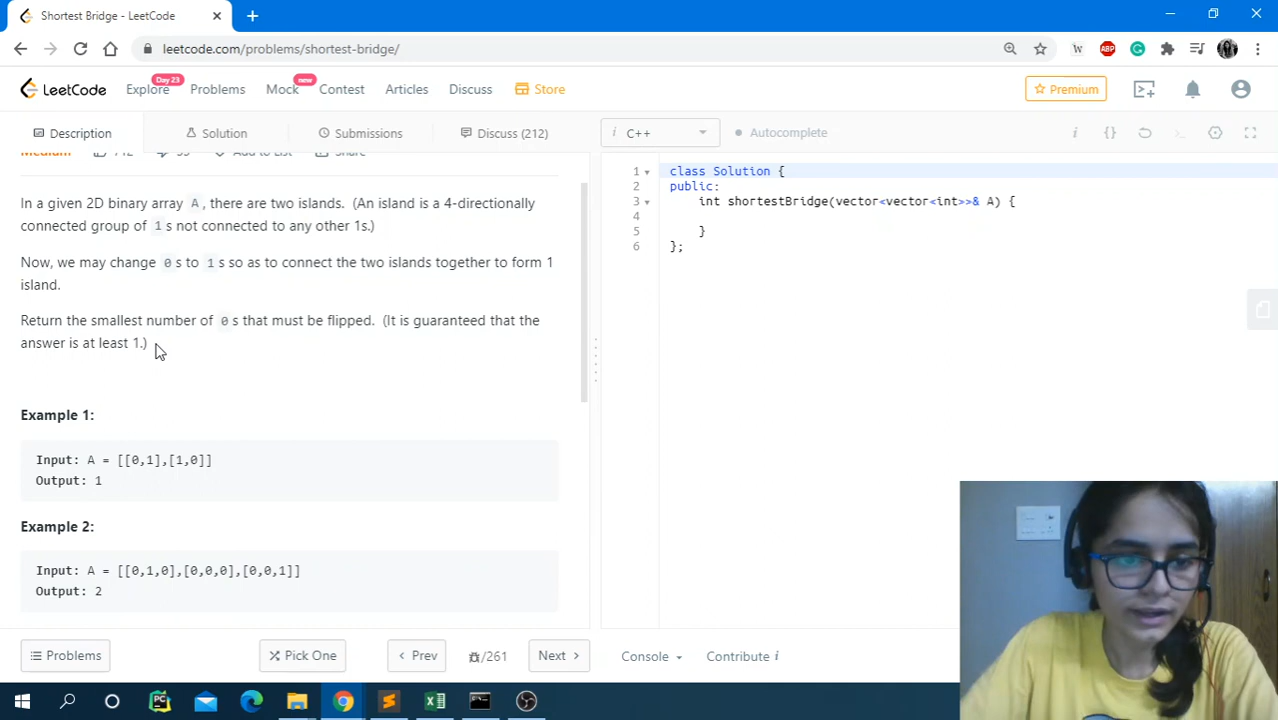 Shortest Bridge - LeetCode
leetcode.com/problems/shortest-bridge/
LeetCode
Explore
Day 23
Problems
Mock
new
Contest
Articles
Discuss
Store
Premium
Description
Solution
Submissions
Discuss (212)
i C++
Autocomplete
Medium
Add to List
Share
In a given 2D binary array A, there are two islands. (An island is a 4-directionally
connected group of 1s not connected to any other 1s.)
Now, we may change 0s to 1s so as to connect the two islands together to form 1
island.
Return the smallest number of 0s that must be flipped. (It is guaranteed that the
answer is at least 1.)
Example 1:
Input: A = [[0,1],[1,0]]
Output: 1
Example 2:
Input: A = [[0,1,0],[0,0,0],[0,0,1]]
Output: 2
1 class Solution {
2 public:
3 int shortestBridge(vector<vector<int>>& A) {
4
5 }
6 };
Problems
Pick One
Prev
/261
Next
Console
Contribute i